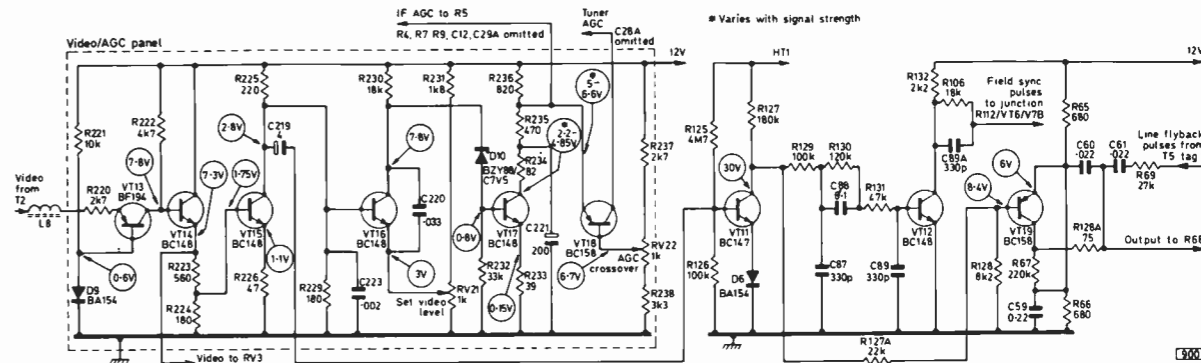 IF AGC to R5
R4, R7 R9, C12, C29A omitted
Tuner
AGC
C28A
omitted
* Varies with signal strength
Video/AGC panel
12V
HT1
12V
R221
10k
R222
4k7
R225
220
2·8V
C219
4
R230
18k
R231
1k8
R236
820
R235
470
R234
82
*
5–
6·6V
*
2·2–
4·85V
R237
2k7
R125
4M7
R127
180k
R132
2k2
R106
18k
Field sync
pulses
to junction
R112/VT6/V7B
R65
680
Line flyback
pulses from
T5 tag
Video
from
T2
L8
R220
2k7
VT13
BF194
7·8V
7·3V
1·75V
7·8V
D10
BZY88/
C7V5
C220
·033
30V
R129
100k
R130
120k
C88
R131
47k
C89A
330p
6V
8·4V
C60
·022
C61
·022
R69
27k
VT14
BC148
VT15
BC148
VT16
BC148
VT17
BC148
C221
200
VT18
BC158
RV22
1k
AGC
crossover
VT11
BC147
VT12
BC148
VT19
BC158
R128A
75
Output to R68
0·6V
1·1V
3V
0·8V
0·15V
6·7V
D9
BA154
R223
560
R224
180
R226
47
R229
180
C223
·002
Set video
level
RV21
1k
R232
33k
R233
39
R238
3k3
R126
100k
D6
BA154
C87
330p
C89
330p
R128
8k2
R67
220k
C59
0·22
R66
680
Video to RV3
R127A
22k